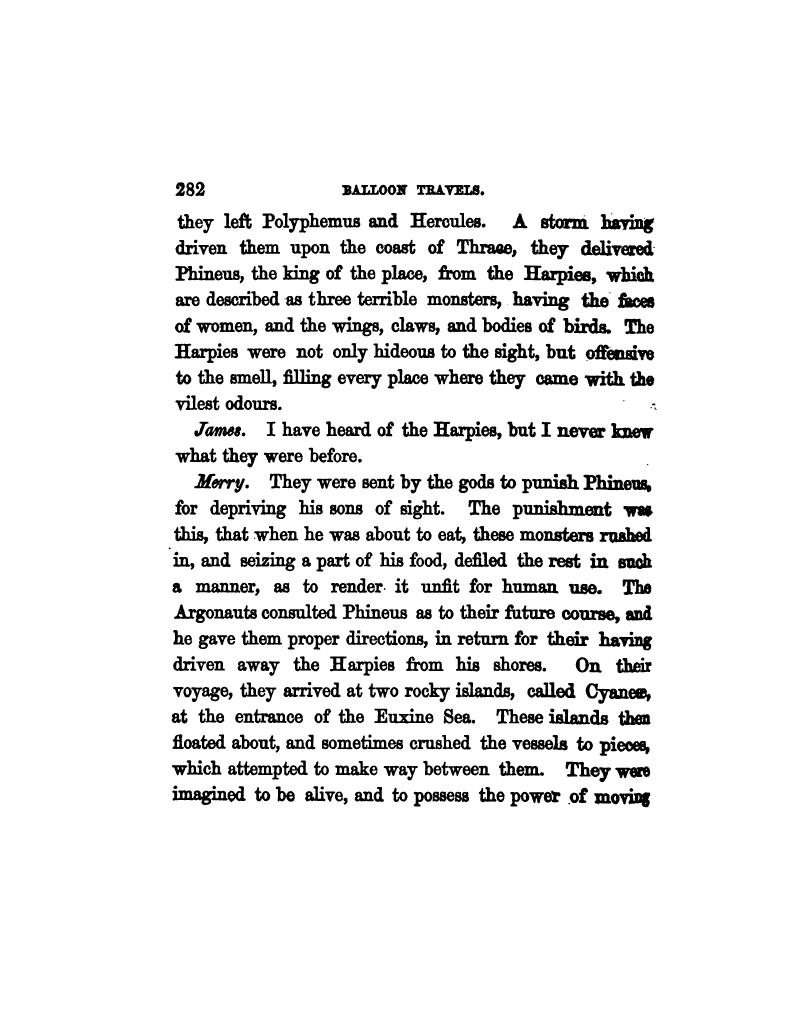 282 BALLOON TRAVELS.
they left Polyphemus and Hercules. A storm having
driven them upon the coast of Thrace, they delivered
Phineus, the king of the place, from the Harpies, which
are described as three terrible monsters, having the faces
of women, and the wings, claws, and bodies of birds. The
Harpies were not only hideous to the sight, but offensive
to the smell, filling every place where they came with the
vilest odours.
James. I have heard of the Harpies, but I never knew
what they were before.
Merry. They were sent by the gods to punish Phineus,
for depriving his sons of sight. The punishment was
this, that when he was about to eat, these monsters rushed
in, and seizing a part of his food, defiled the rest in such
a manner, as to render it unfit for human use. The
Argonauts consulted Phineus as to their future course, and
he gave them proper directions, in return for their having
driven away the Harpies from his shores. On their
voyage, they arrived at two rocky islands, called Cyaneæ,
at the entrance of the Euxine Sea. These islands then
floated about, and sometimes crushed the vessels to pieces,
which attempted to make way between them. They were
imagined to be alive, and to possess the power of moving